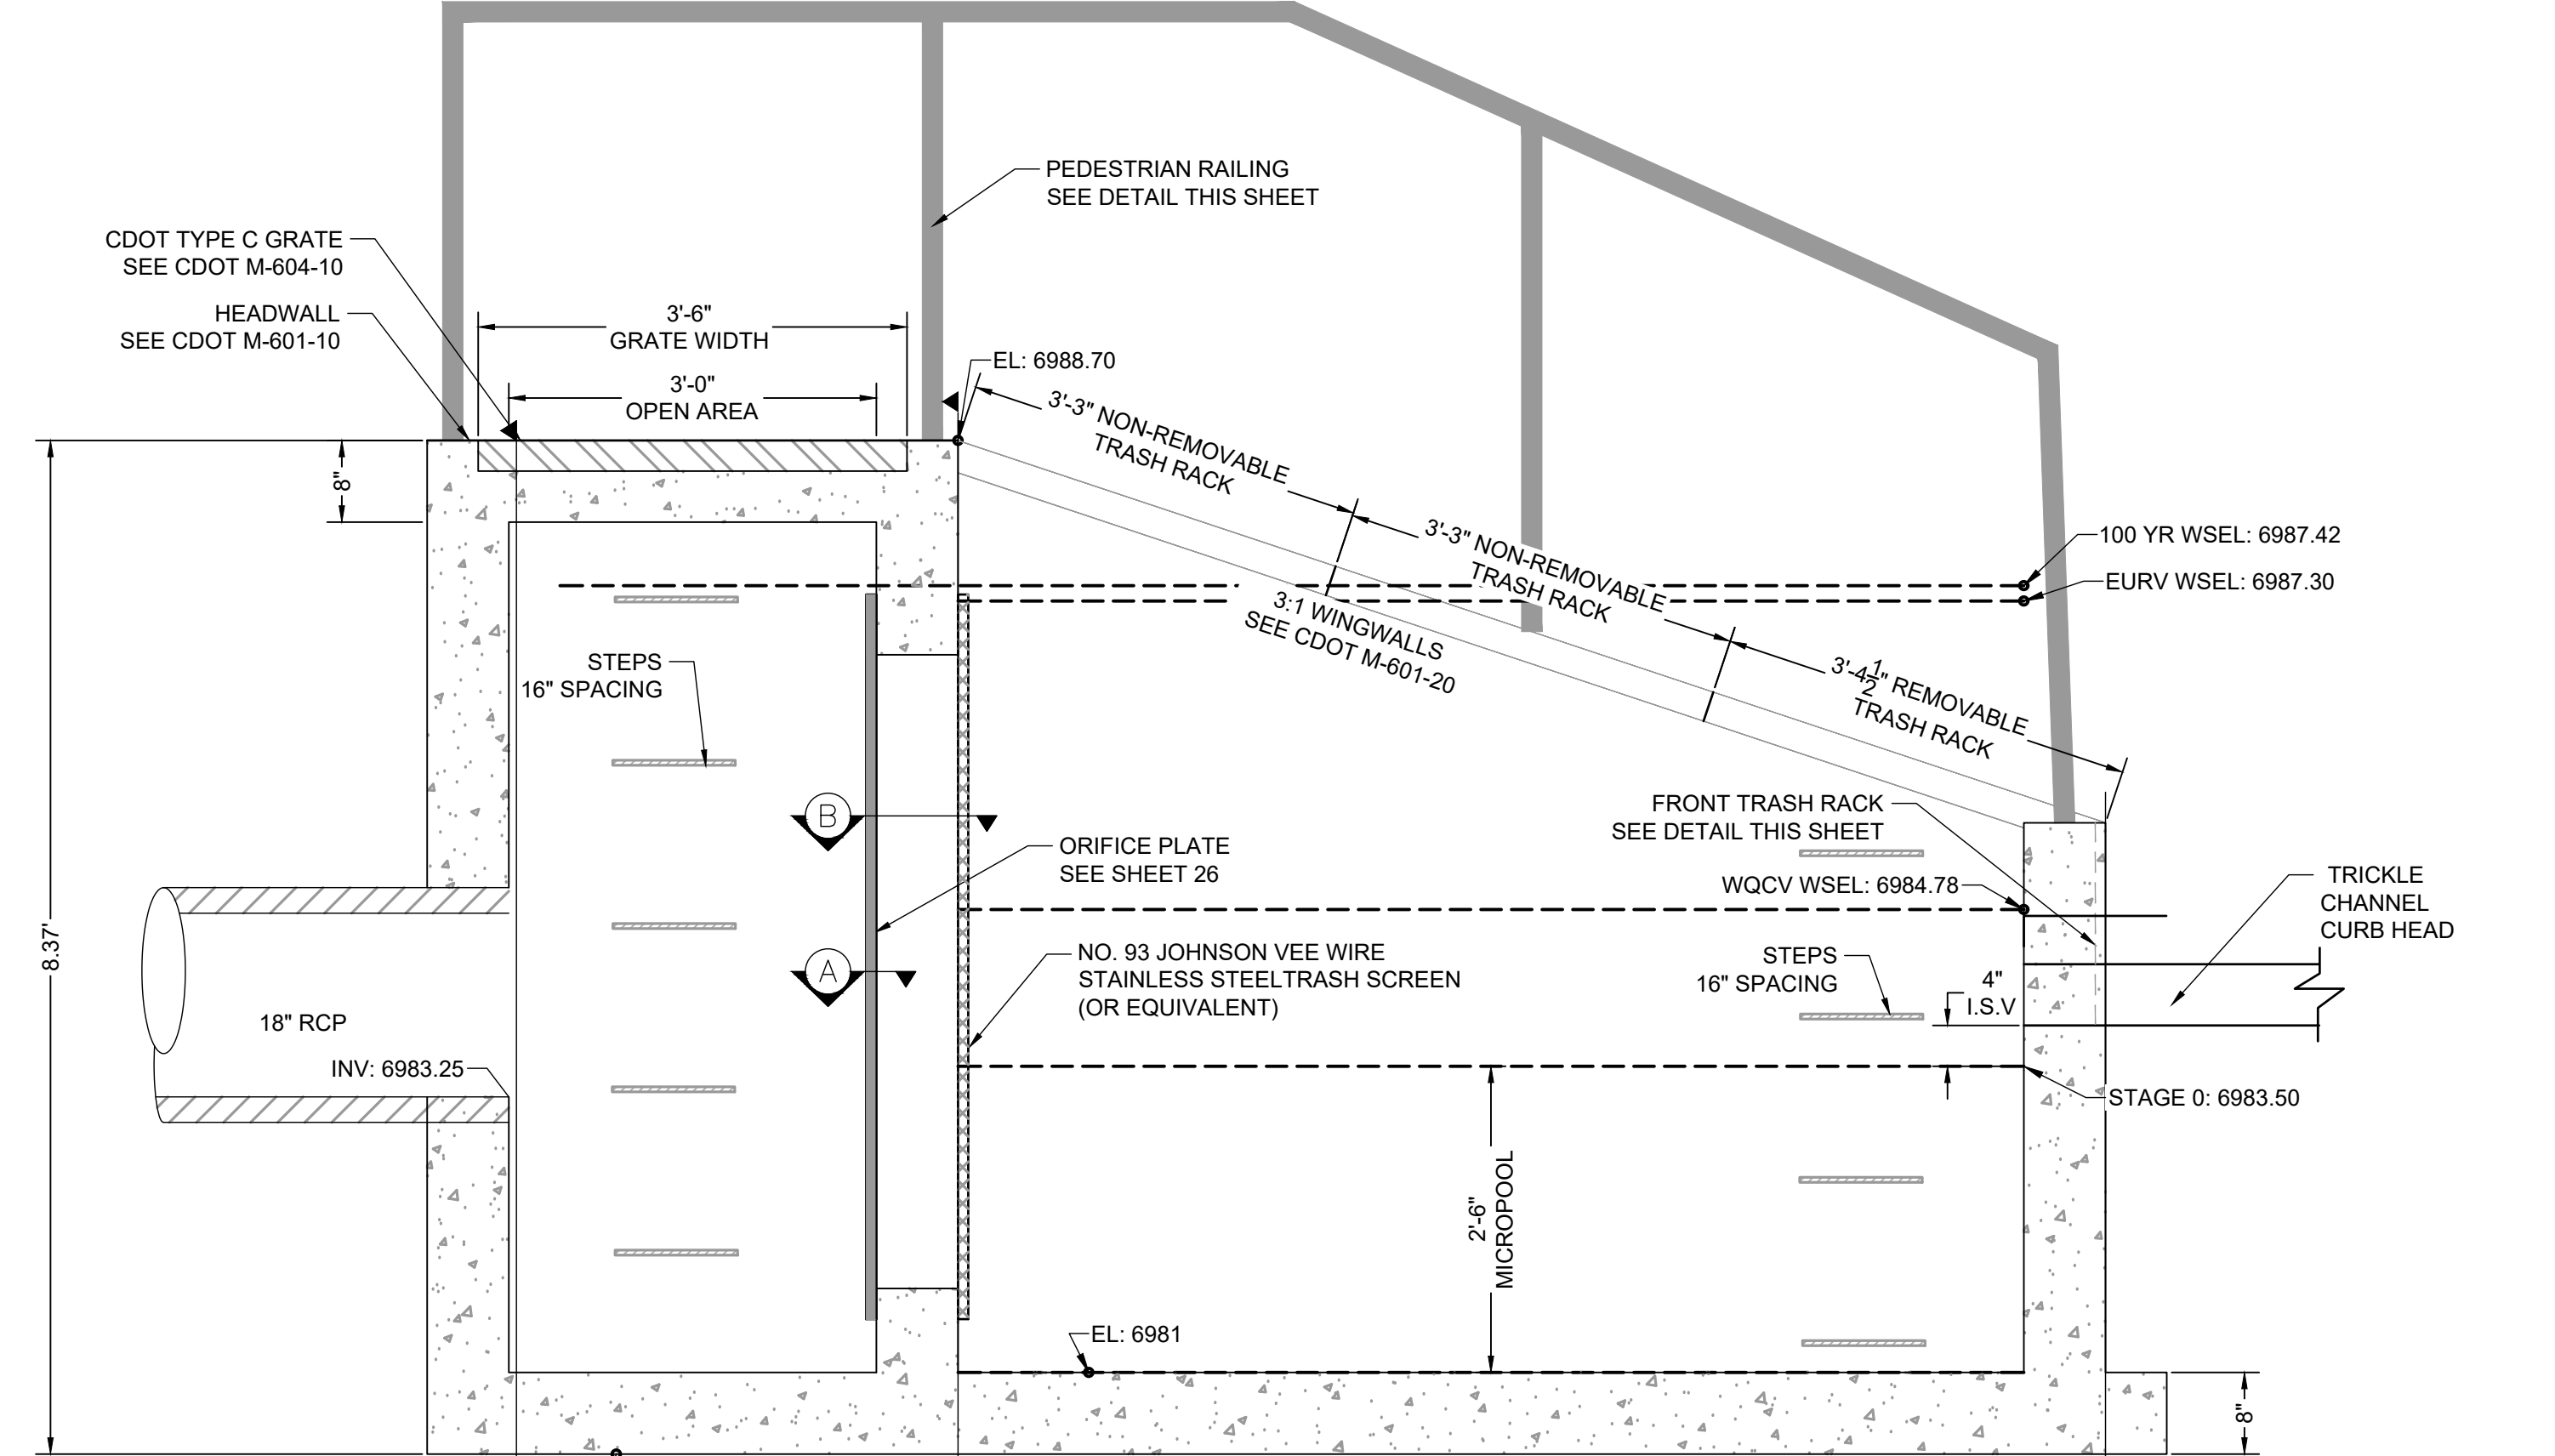 PEDESTRIAN RAILING
SEE DETAIL THIS SHEET
CDOT TYPE C GRATE
SEE CDOT M-604-10
HEADWALL
SEE CDOT M-601-10
3'-6"
GRATE WIDTH
3'-0"
OPEN AREA
EL: 6988.70
3'-3" NON-REMOVABLE
TRASH RACK
8"
3'-3" NON-REMOVABLE
TRASH RACK
100 YR WSEL: 6987.42
EURV WSEL: 6987.30
3:1 WINGWALLS
SEE CDOT M-601-20
3'-4 1/2" REMOVABLE
TRASH RACK
STEPS
16" SPACING
B
FRONT TRASH RACK
SEE DETAIL THIS SHEET
ORIFICE PLATE
SEE SHEET 26
WQCV WSEL: 6984.78
TRICKLE
CHANNEL
CURB HEAD
8.37'
A
NO. 93 JOHNSON VEE WIRE
STAINLESS STEELTRASH SCREEN
(OR EQUIVALENT)
STEPS
16" SPACING
4"
I.S.V
18" RCP
INV: 6983.25
STAGE 0: 6983.50
2'-6"
MICROPOOL
EL: 6981
8"